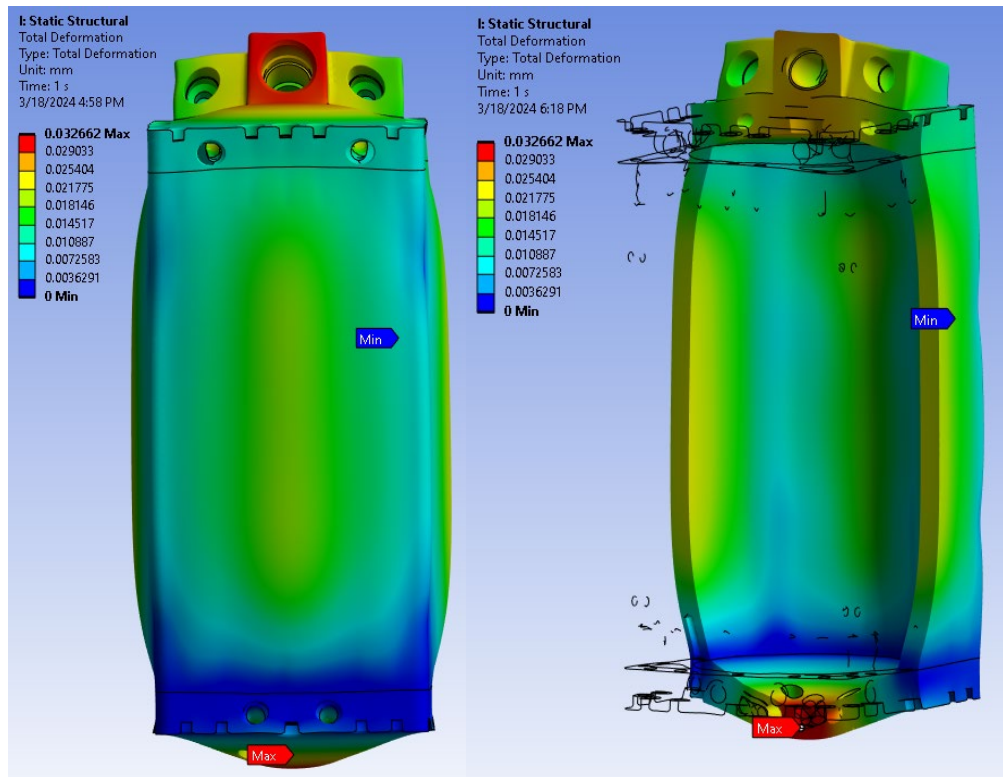 I: Static Structural
Total Deformation
Type: Total Deformation
Unit: mm
Time: 1 s
3/18/2024 4:58 PM
0.032662 Max
0.029033
0.025404
0.021775
0.018146
0.014517
0.010887
0.0072583
0.0036291
0 Min
Min
Max
I: Static Structural
Total Deformation
Type: Total Deformation
Unit: mm
Time: 1 s
3/18/2024 6:18 PM
0.032662 Max
0.029033
0.025404
0.021775
0.018146
0.014517
0.010887
0.0072583
0.0036291
0 Min
Min
Max